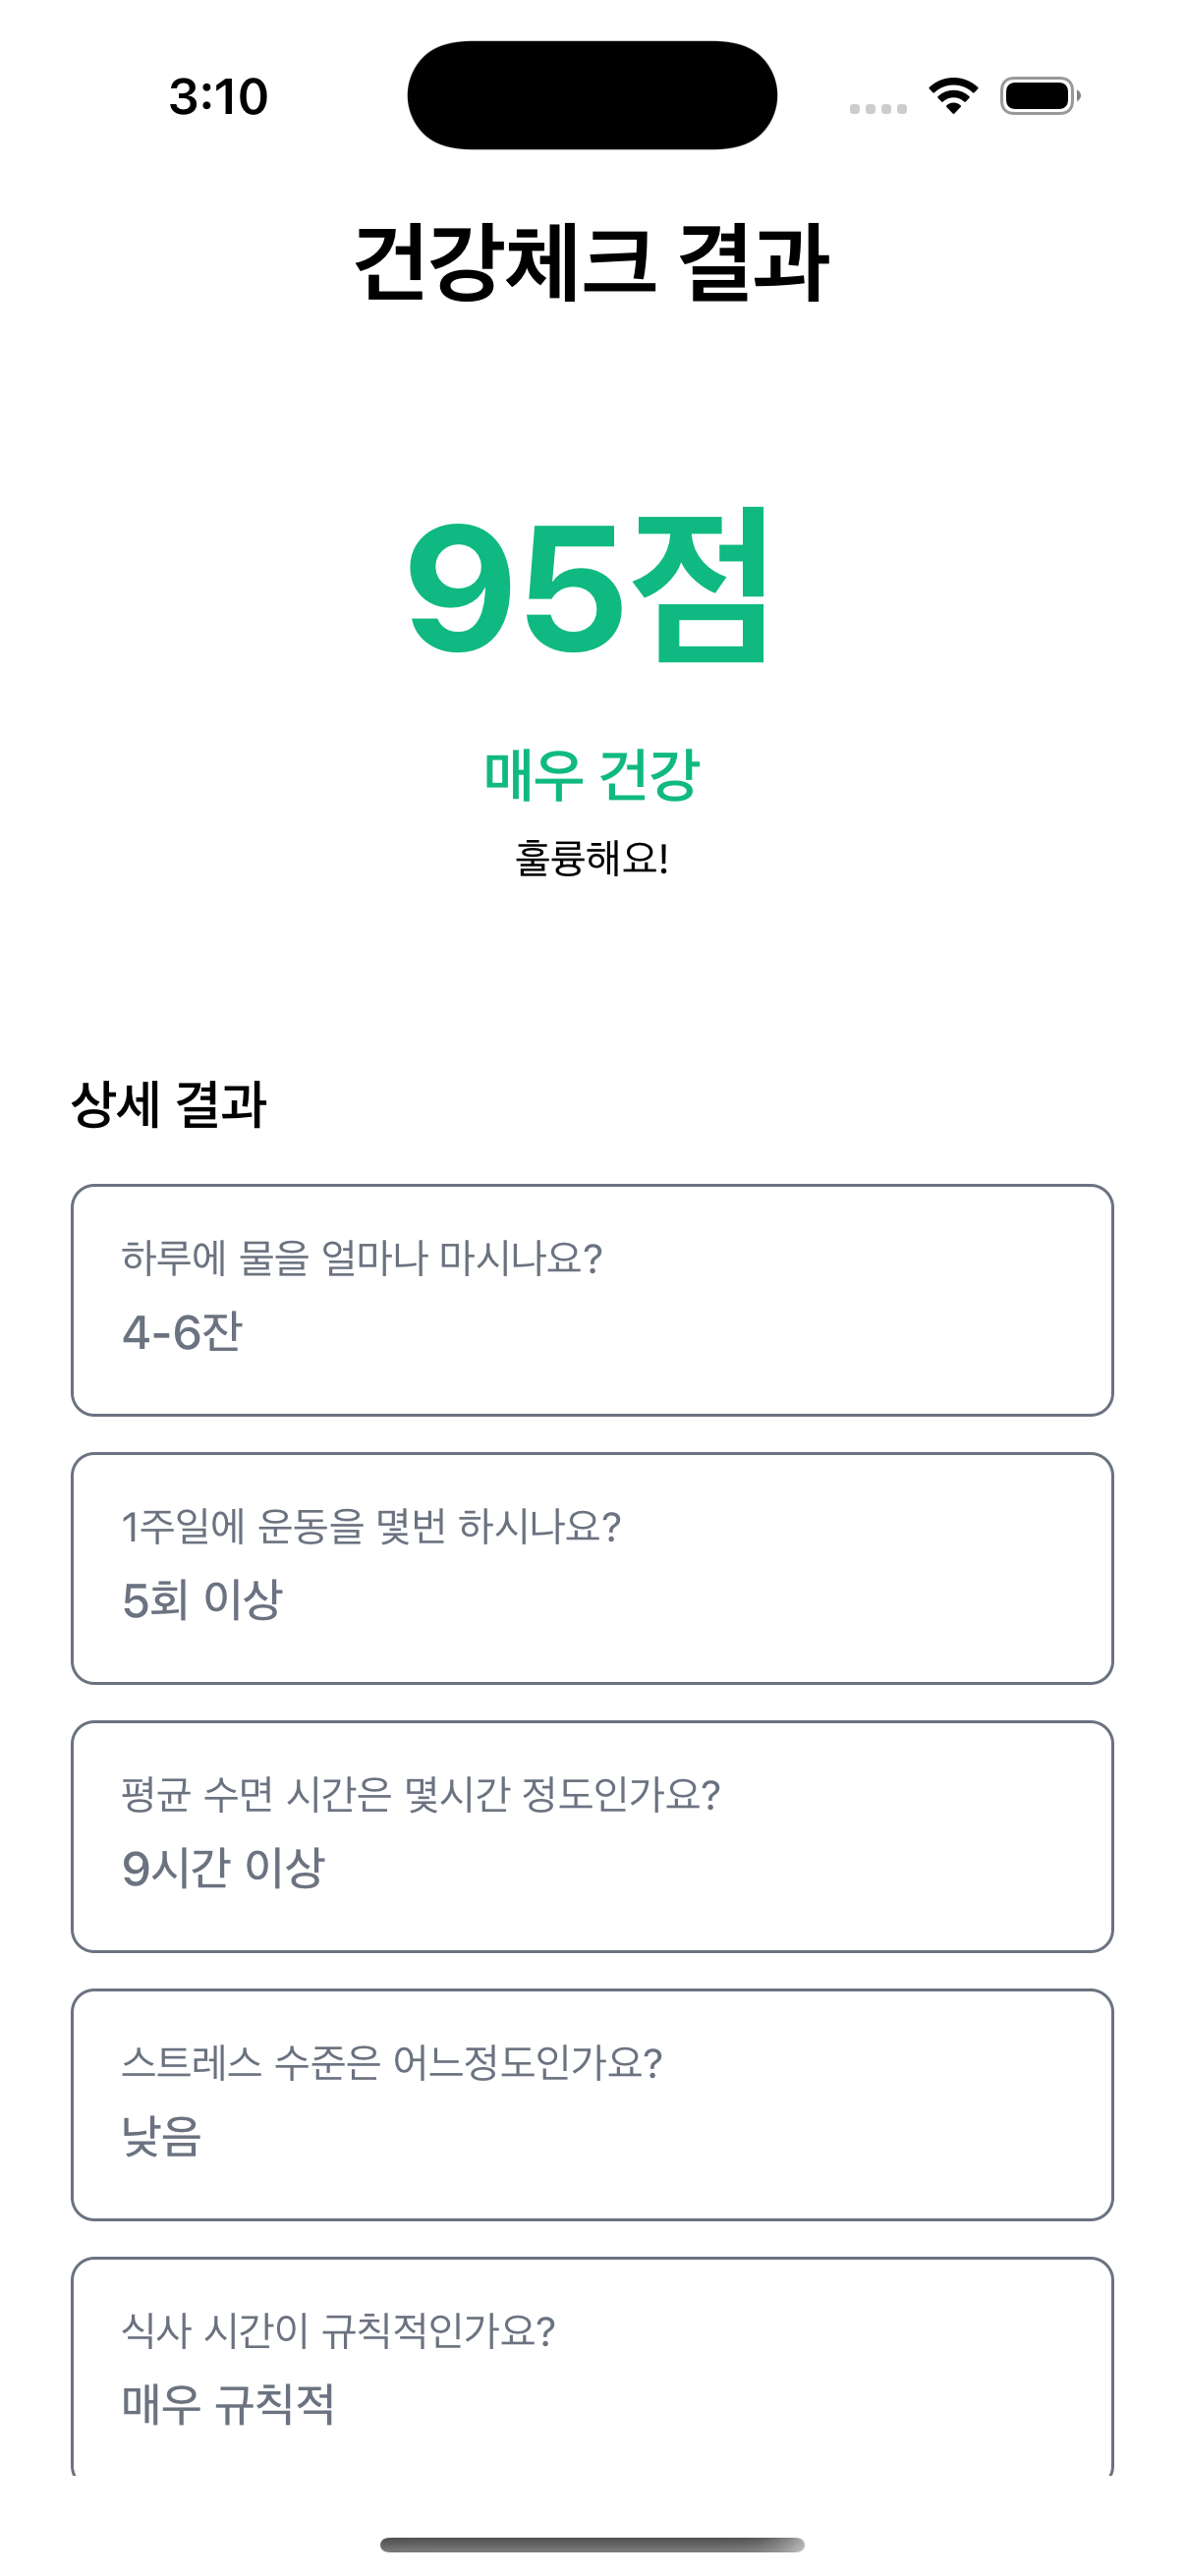 3:10
건강체크 결과
95점
매우 건강
훌륭해요!
상세 결과
하루에 물을 얼마나 마시나요?
4-6잔
1주일에 운동을 몇번 하시나요?
5회 이상
평균 수면 시간은 몇시간 정도인가요?
9시간 이상
스트레스 수준은 어느정도인가요?
낮음
식사 시간이 규칙적인가요?
매우 규칙적